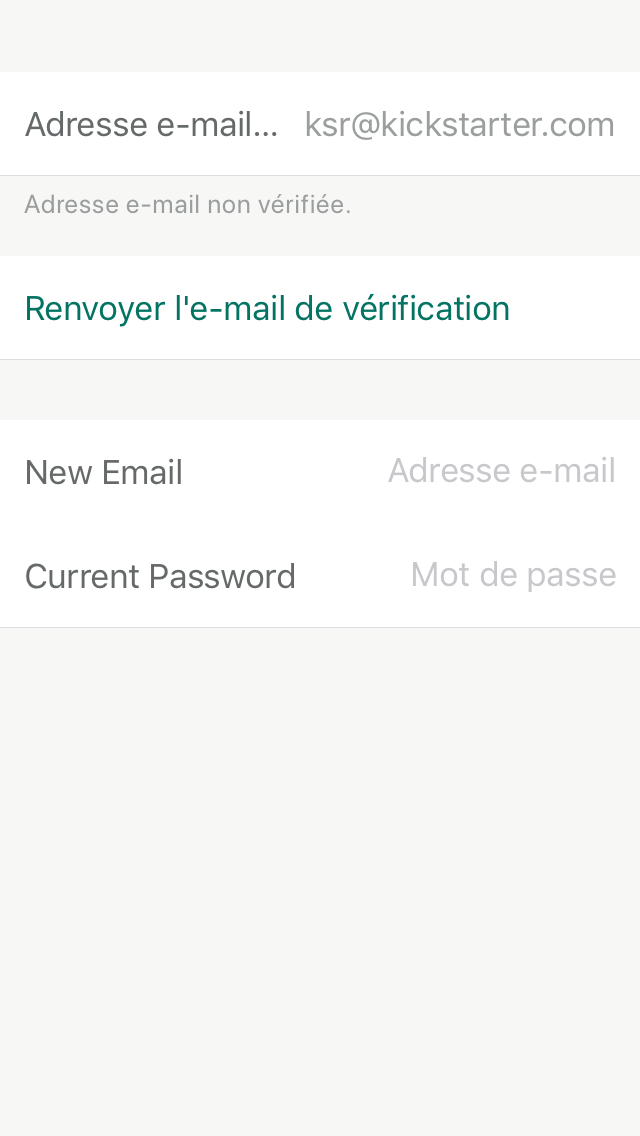 Adresse e-mail... ksr@kickstarter.com
Adresse e-mail non vérifiée.
Renvoyer l'e-mail de vérification
New Email Adresse e-mail
Current Password Mot de passe